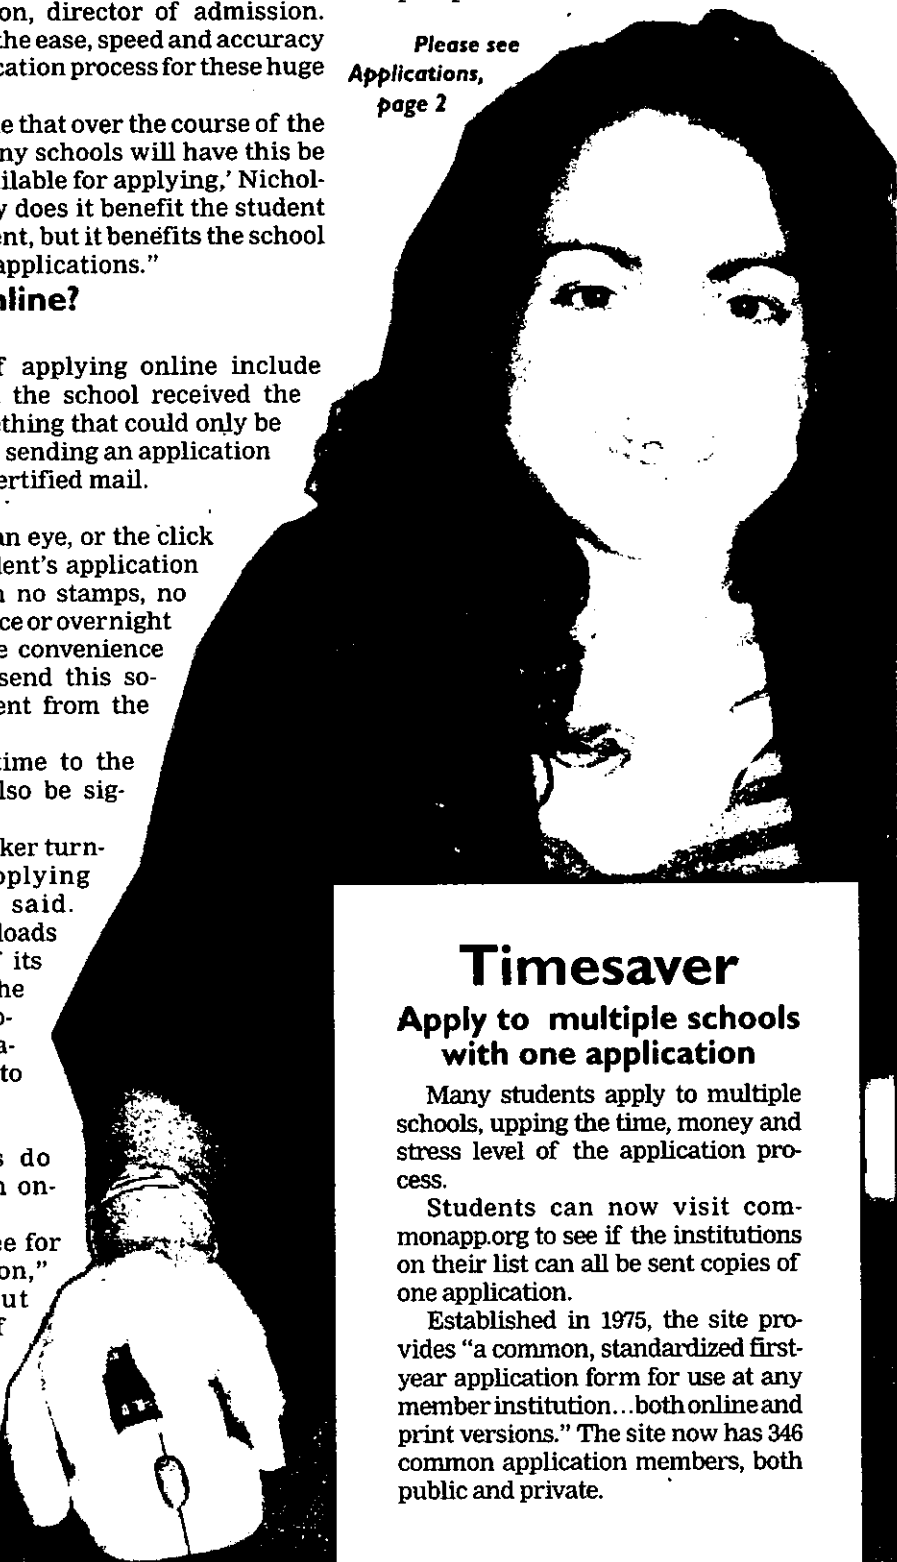 on, director of admission.
the ease, speed and accuracy
cation process for these huge
e that over the course of the
ny schools will have this be
ilable for applying,' Nichol-
y does it benefit the student
ent, but it benefits the school
applications."
line?
f applying online include
the school received the
thing that could only be
sending an application
ertified mail.
an eye, or the click
dent's application
n no stamps, no
ce or overnight
e convenience
send this so-
ent from the
time to the
lso be sig-
ker turn-
pplying
said.
loads
f its
he
o-
a-
to
s do
n on-
ee for
on,"
ut
f
Please see
Applications,
page 2
Timesaver
Apply to multiple schools
with one application
Many students apply to multiple
schools, upping the time, money and
stress level of the application pro-
cess.
Students can now visit com-
monapp.org to see if the institutions
on their list can all be sent copies of
one application.
Established in 1975, the site pro-
vides "a common, standardized first-
year application form for use at any
member institution...both online and
print versions." The site now has 346
common application members, both
public and private.